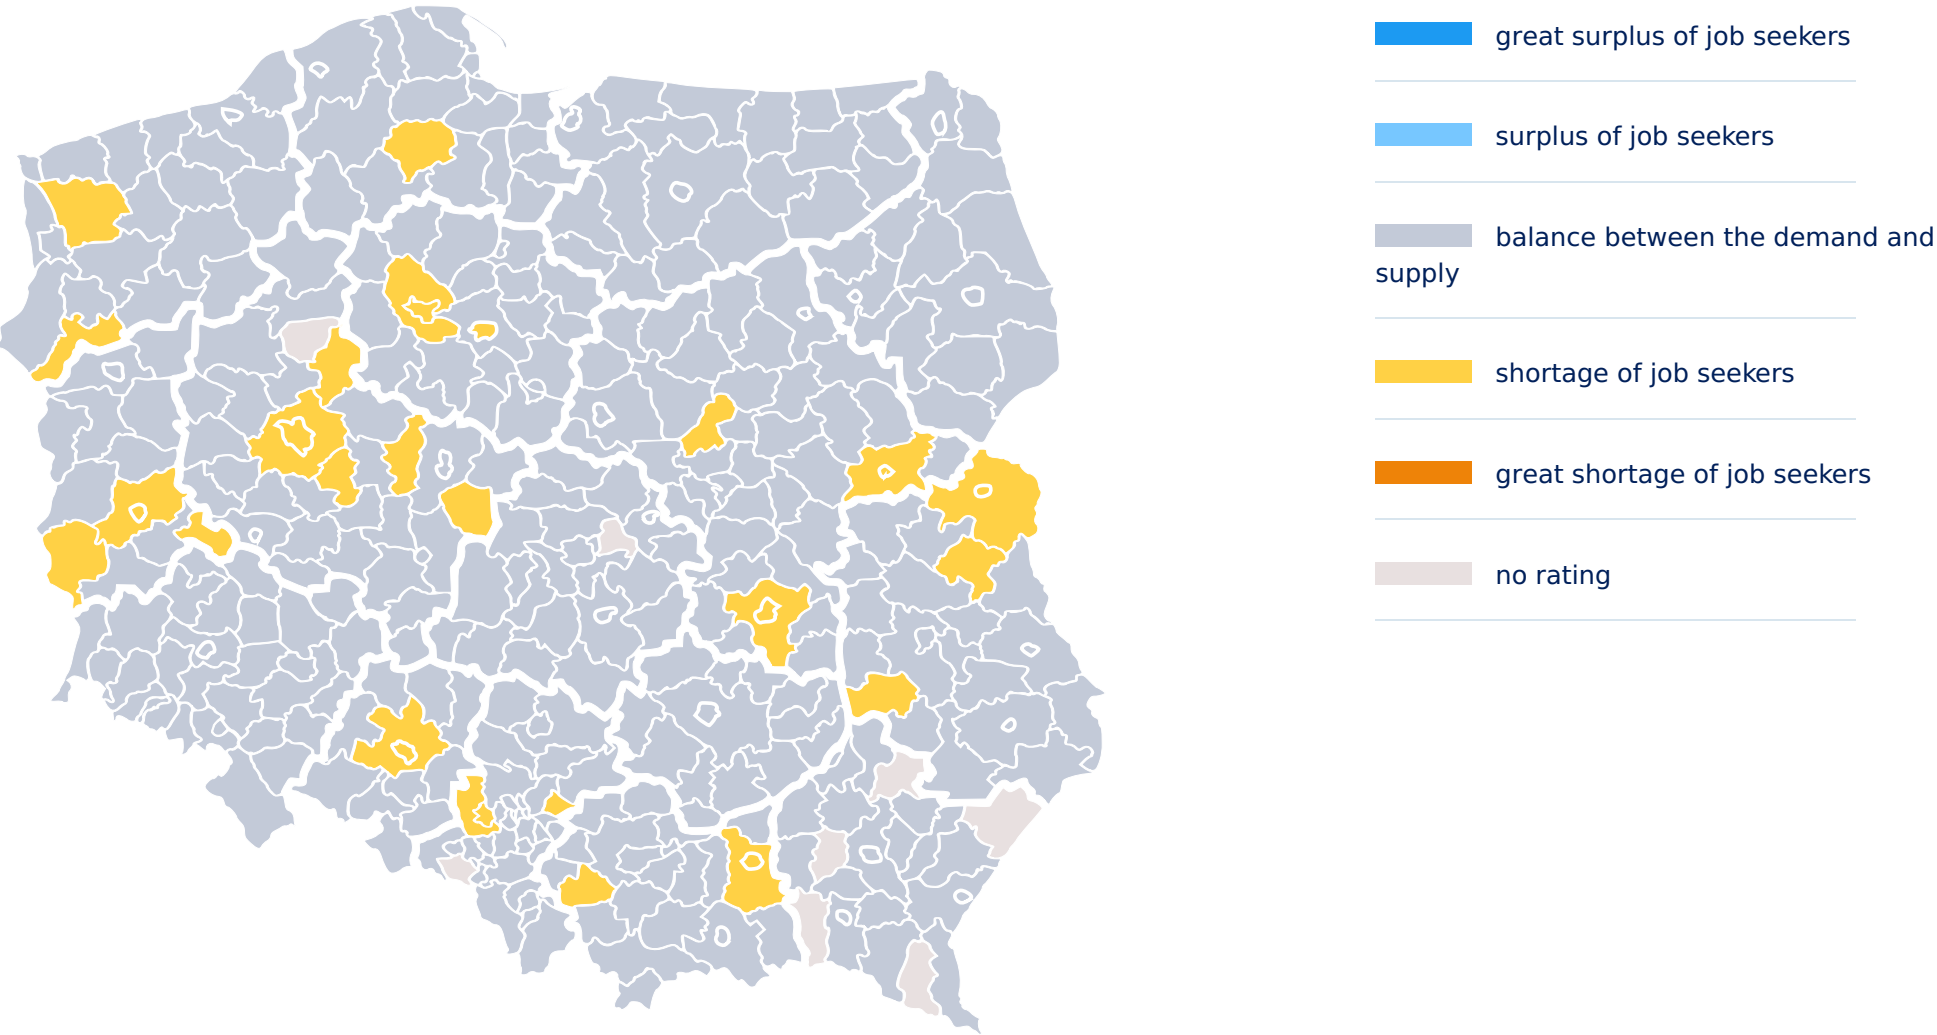 great surplus of job seekers
surplus of job seekers
balance between the demand and
supply
shortage of job seekers
great shortage of job seekers
no rating